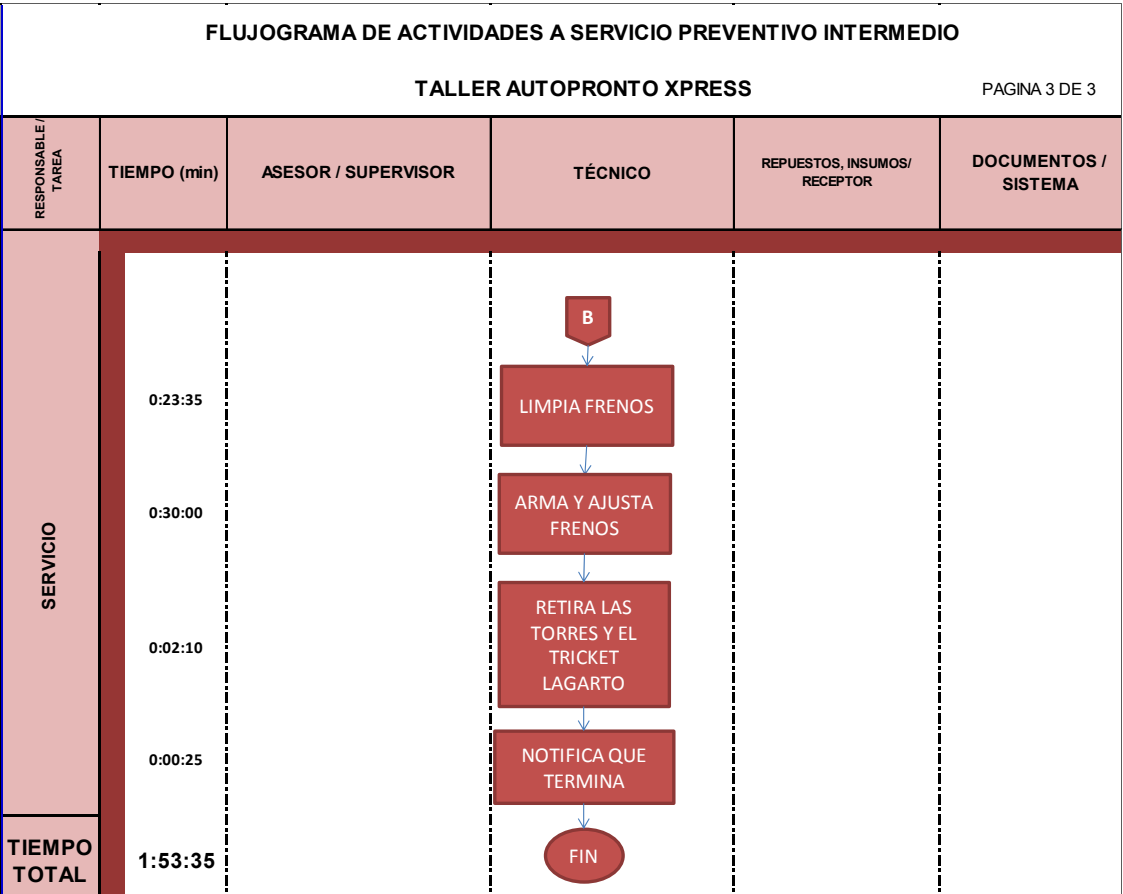 FLUJOGRAMA DE ACTIVIDADES A SERVICIO PREVENTIVO INTERMEDIO
TALLER AUTOPRONTO XPRESS
PAGINA 3 DE 3
RESPONSABLE /
TAREA
TIEMPO (min)
ASESOR / SUPERVISOR
TÉCNICO
REPUESTOS, INSUMOS/
RECEPTOR
DOCUMENTOS /
SISTEMA
SERVICIO
B
0:23:35
LIMPIA FRENOS
0:30:00
ARMA Y AJUSTA
FRENOS
0:02:10
RETIRA LAS
TORRES Y EL
TRICKET
LAGARTO
0:00:25
NOTIFICA QUE
TERMINA
TIEMPO
TOTAL
1:53:35
FIN